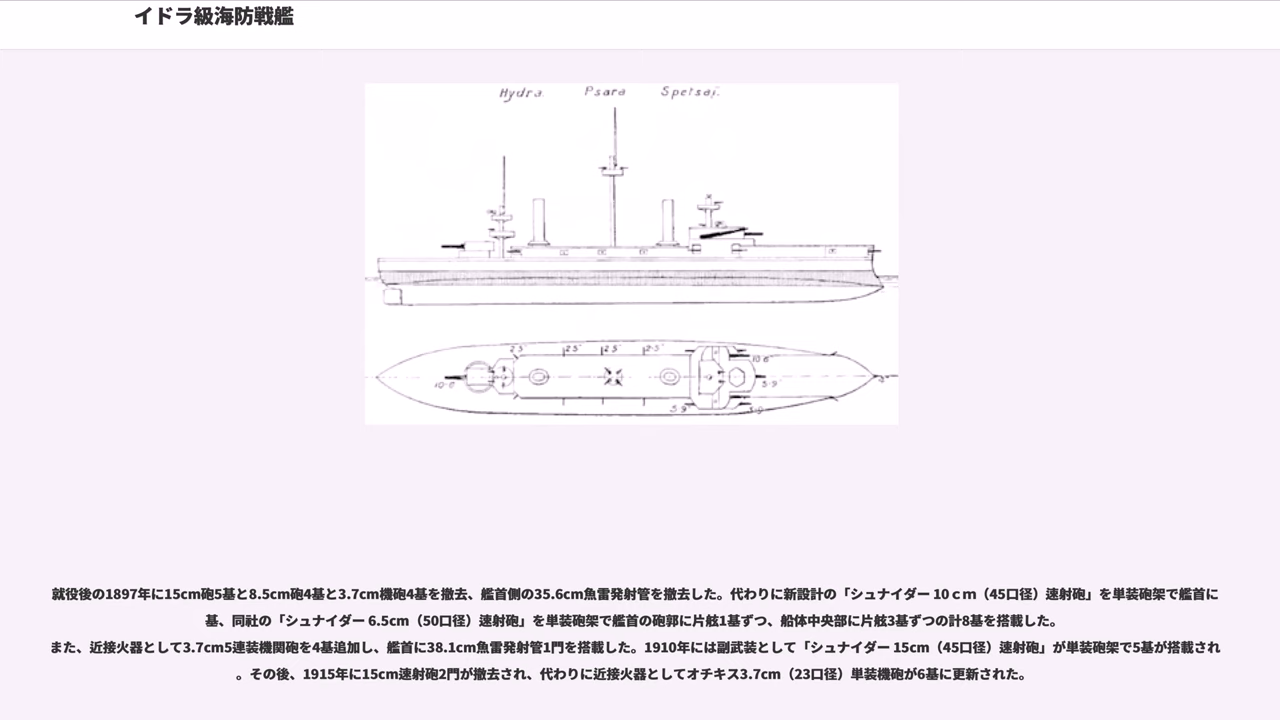 イドラ級海防戦艦
Hydra. Psara Spetsai.
2.5" 2.5" 2.5" 2.5"
10.6
10.6
5.9"
5.9" 5.9
就役後の1897年に15cm砲5基と8.5cm砲4基と3.7cm機砲4基を撤去、艦首側の35.6cm魚雷発射管を撤去した。代わりに新設計の「シュナイダー 10ｃｍ（45口径）速射砲」を単装砲架で艦首に
基、同社の「シュナイダー 6.5cm（50口径）速射砲」を単装砲架で艦首の砲郭に片舷1基ずつ、船体中央部に片舷3基ずつの計8基を搭載した。
また、近接火器として3.7cm5連装機関砲を4基追加し、艦首に38.1cm魚雷発射管1門を搭載した。1910年には副武装として「シュナイダー 15cm（45口径）速射砲」が単装砲架で5基が搭載され
。その後、1915年に15cm速射砲2門が撤去され、代わりに近接火器としてオチキス3.7cm（23口径）単装機砲が6基に更新された。